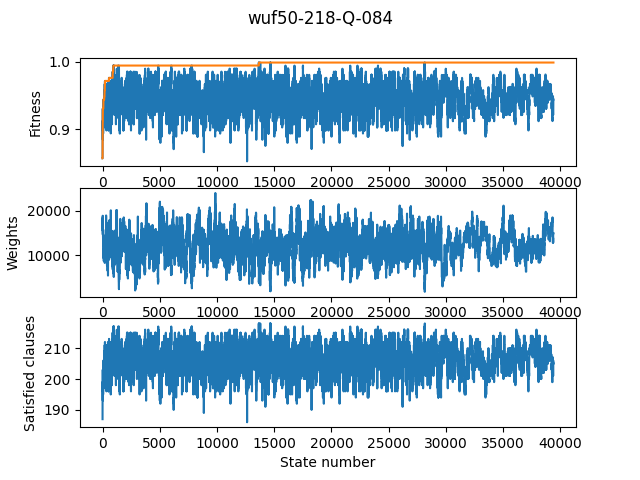 wuf50-218-Q-084
1.0
0.9
Fitness
0 5000 10000 15000 20000 25000 30000 35000 40000
20000
10000
Weights
0 5000 10000 15000 20000 25000 30000 35000 40000
210
200
190
Satisfied clauses
0 5000 10000 15000 20000 25000 30000 35000 40000
State number